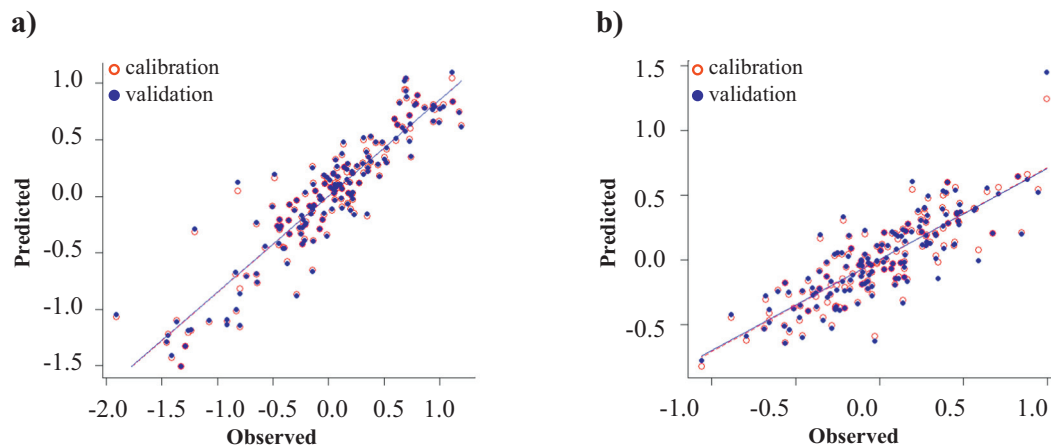 a)
calibration
validation
1.0
0.5
0.0
-0.5
-1.0
-1.5
Predicted
-2.0 -1.5 -1.0 -0.5 0.0 0.5 1.0
Observed
b)
calibration
validation
1.5
1.0
0.5
0.0
-0.5
Predicted
-1.0 -0.5 0.0 0.5 1.0
Observed